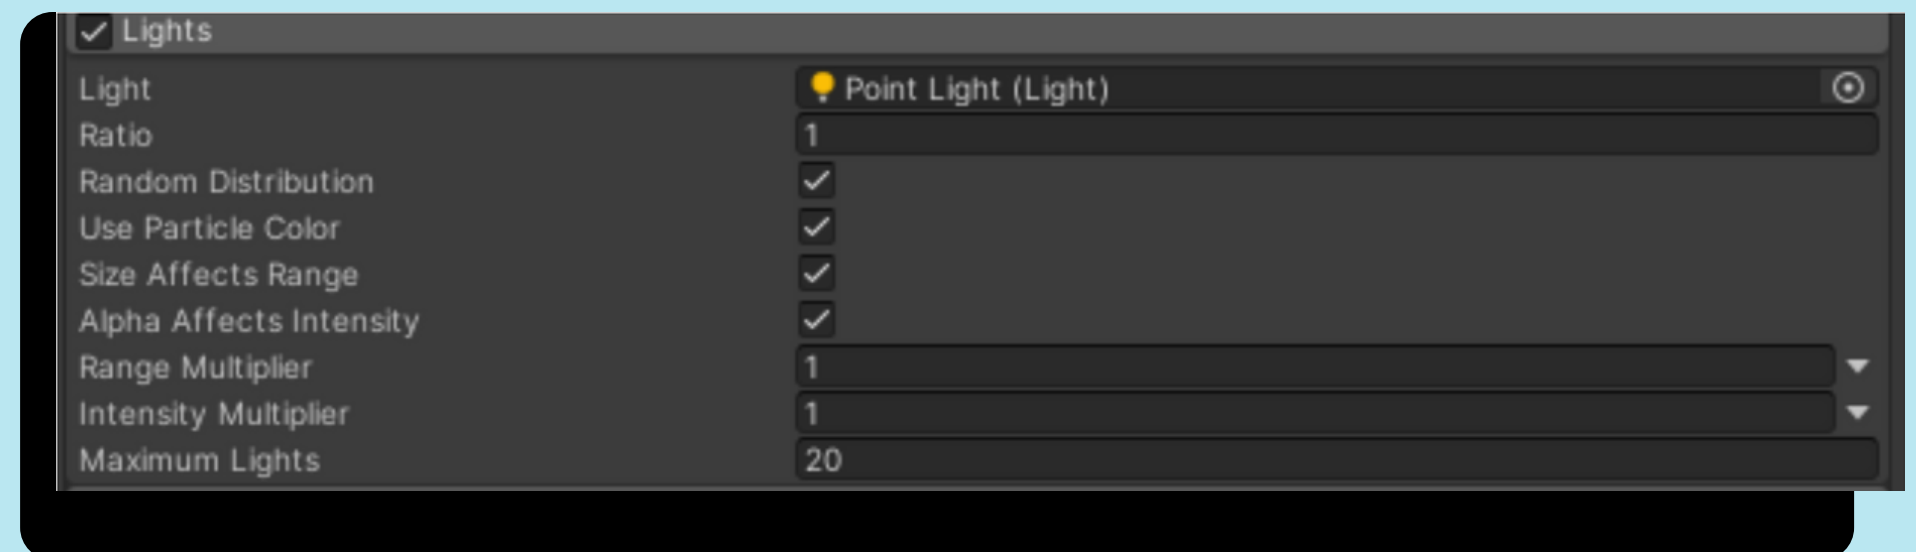 Lights
Light Point Light (Light)
Ratio 1
Random Distribution
Use Particle Color
Size Affects Range
Alpha Affects Intensity
Range Multiplier 1
Intensity Multiplier 1
Maximum Lights 20